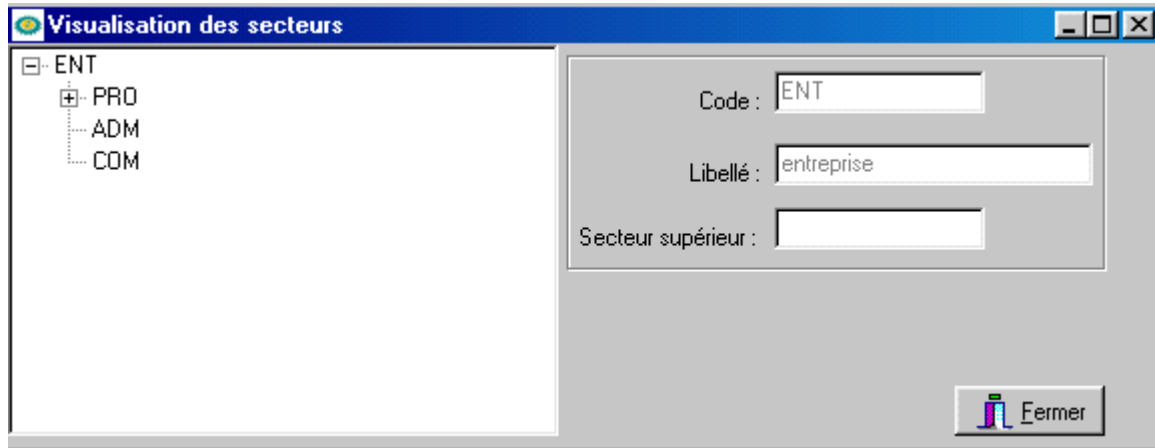 Visualisation des secteurs
ENT
PRO
ADM
COM
Code : ENT
Libellé : entreprise
Secteur supérieur :
Fermer